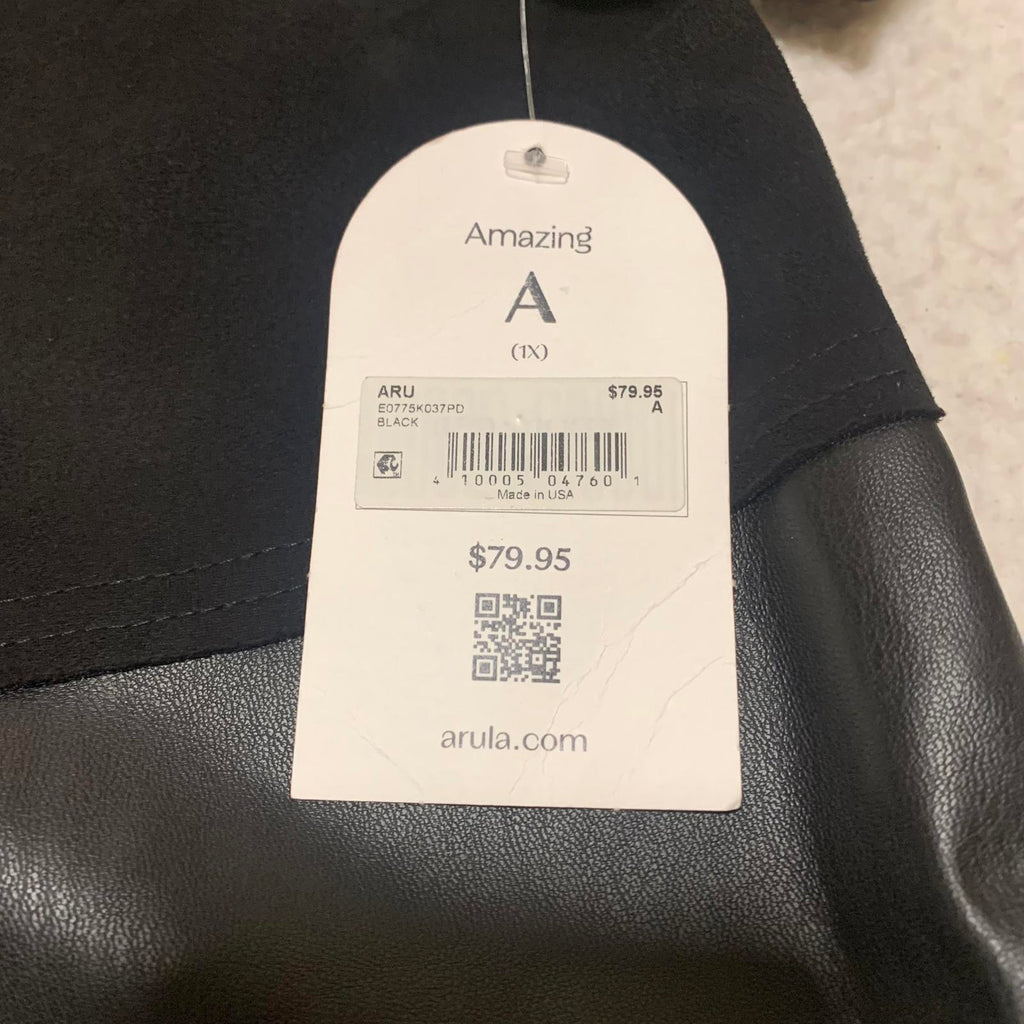 Amazing
A
(1X)
ARU $79.95
E0775K037PD A
BLACK
4 10005 04760 1
Made in USA
$79.95
arula.com